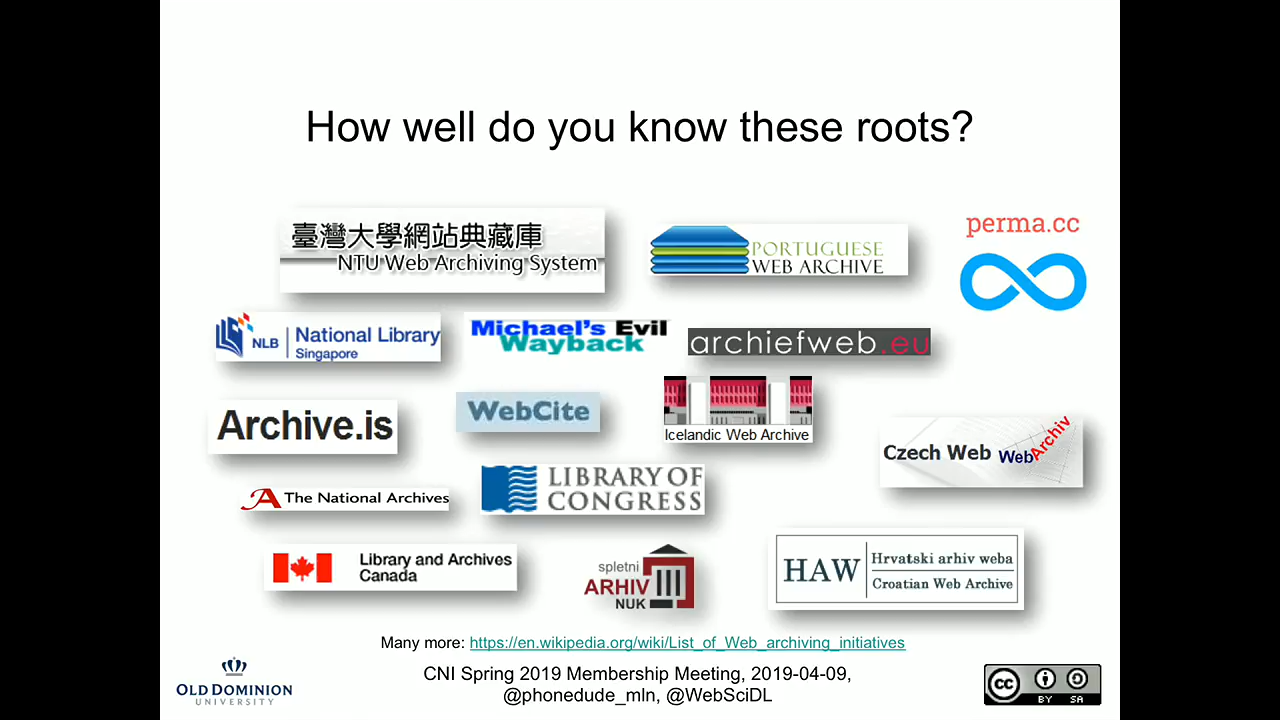 How well do you know these roots?
臺灣大學網站典藏庫
NTU Web Archiving System
PORTUGUESE
WEB ARCHIVE
perma.cc
NLB
National Library
Singapore
Michael's Evil
Wayback
archiefweb.eu
Archive.is
WebCite
Icelandic Web Archive
Czech Web
WebArchiv
The National Archives
LIBRARY OF
CONGRESS
Library and Archives
Canada
spletni
ARHIV
NUK
HAW
Hrvatski arhiv weba
Croatian Web Archive
Many more: https://en.wikipedia.org/wiki/List_of_Web_archiving_initiatives
CNI Spring 2019 Membership Meeting, 2019-04-09,
@phonedude_mln, @WebSciDL
OLD DOMINION
UNIVERSITY
cc
BY SA